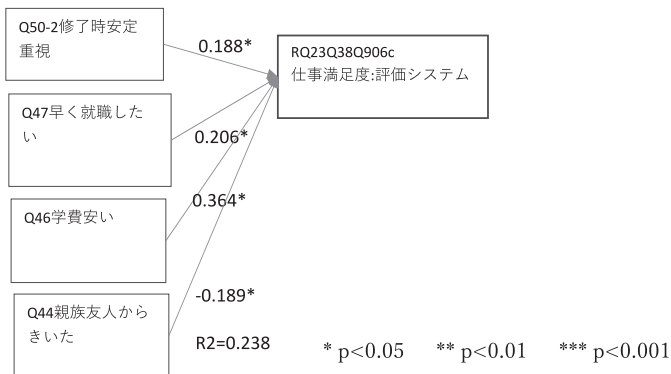 Q50-2修了時安定
重視
0.188*
RQ23Q38Q906c
仕事満足度:評価システム
Q47早く就職した
い
0.206*
Q46学費安い
0.364*
Q44親族友人から
きいた
-0.189*
R2=0.238
* p<0.05 ** p<0.01 *** p<0.001